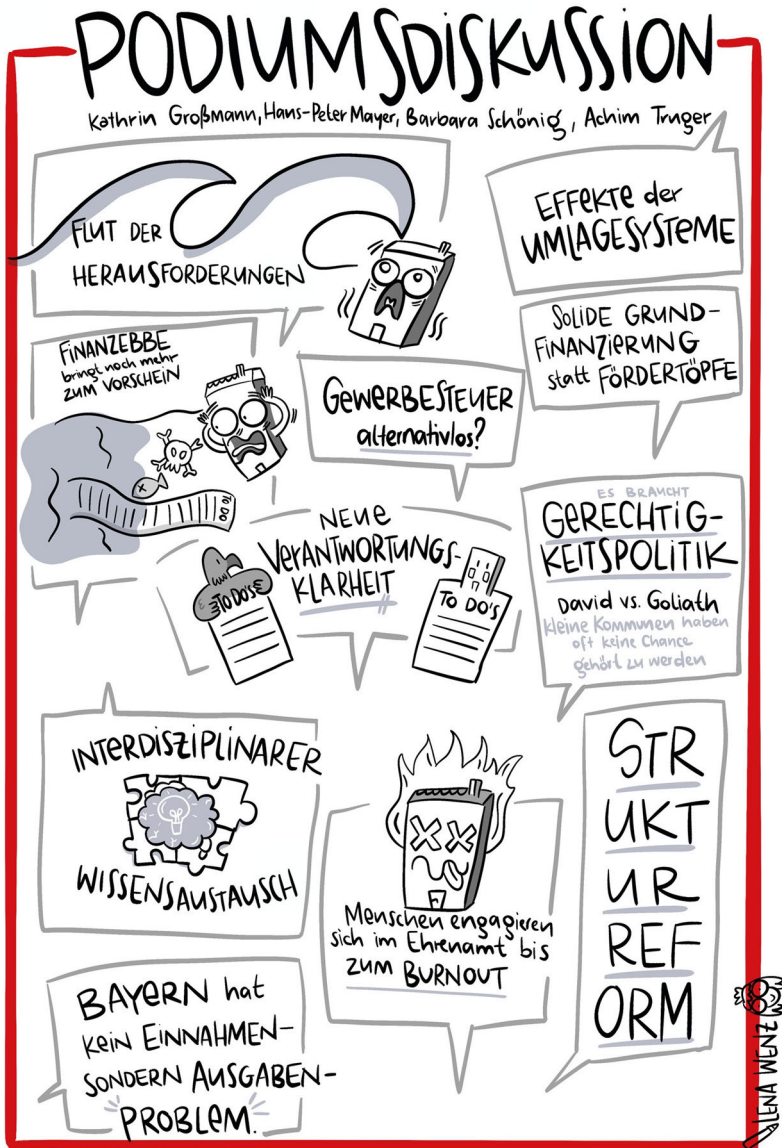 PODIUMSDISKUSSION
Kathrin Großmann, Hans-Peter Mayer, Barbara Schönig, Achim Truger
FLUT DER
HERAUSFORDERUNGEN
EFFEKTE der
UMLAGESYSTEME
SOLIDE GRUND-
FINANZIERUNG
statt FÖRDERTÖPFE
FINANZEBBE
bringt noch mehr
ZUM VORSCHEIN
TO DO
GEWERBESTEUER
alternativlos?
NEUE
VERANTWORTUNGS-
KLARHEIT
TO DO'S
TO DO'S
ES BRAUCHT
GERECHTIG-
KEITSPOLITIK
David vs. Goliath
kleine Kommunen haben
oft keine Chance
gehört zu werden
INTERDISZIPLINARER
WISSENSAUSTAUSCH
Menschen engagieren
sich im Ehrenamt bis
ZUM BURNOUT
STR
UKT
UR
REF
ORM
BAYERN hat
kein EINNAHMEN-
SONDERN AUSGABEN-
PROBLEM.
LENA WENZ